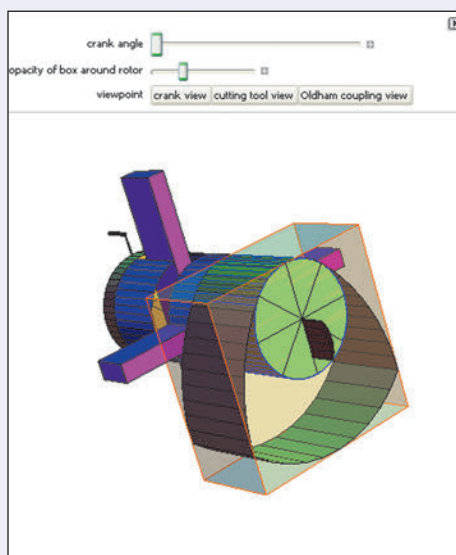 crank angle
opacity of box around rotor
viewpoint crank view cutting tool view Oldham coupling view